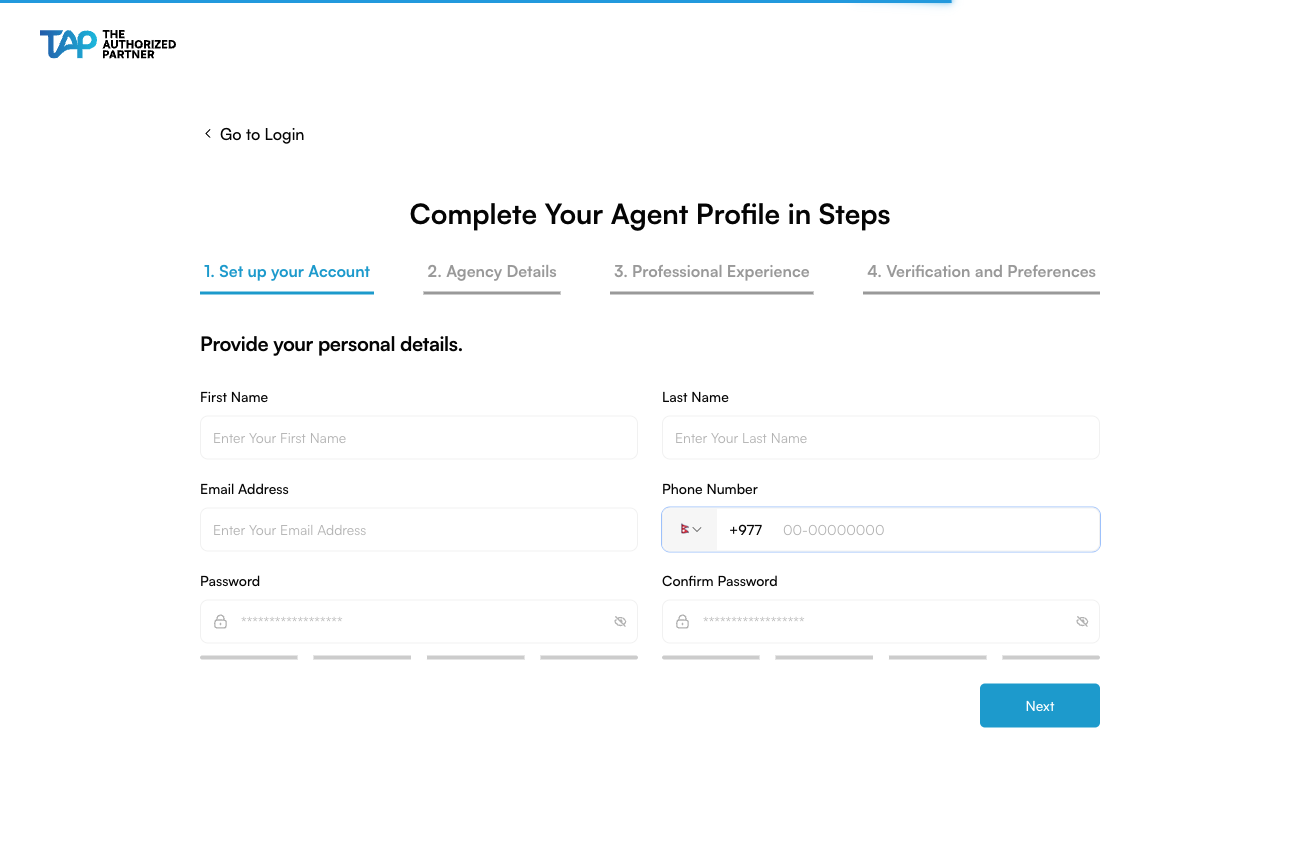 TAP THE
AUTHORIZED
PARTNER
Go to Login
Complete Your Agent Profile in Steps
1. Set up your Account 2. Agency Details 3. Professional Experience 4. Verification and Preferences
Provide your personal details.
First Name Last Name
Enter Your First Name Enter Your Last Name
Email Address Phone Number
Enter Your Email Address +977 00-00000000
Password Confirm Password
****************** ******************
Next